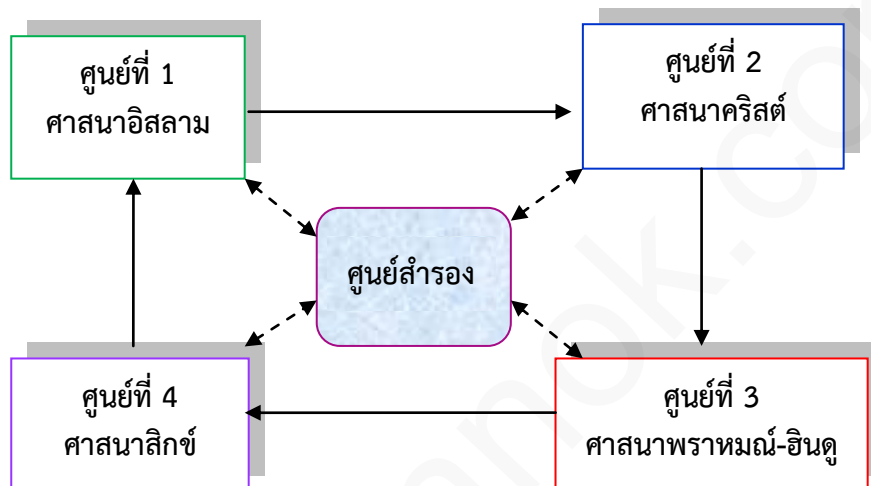 ศูนย์ที่ 1
ศาสนาอิสลาม
ศูนย์ที่ 2
ศาสนาคริสต์
ศูนย์สำรอง
ศูนย์ที่ 4
ศาสนาสิกข์
ศูนย์ที่ 3
ศาสนาพราหมณ์-ฮินดู